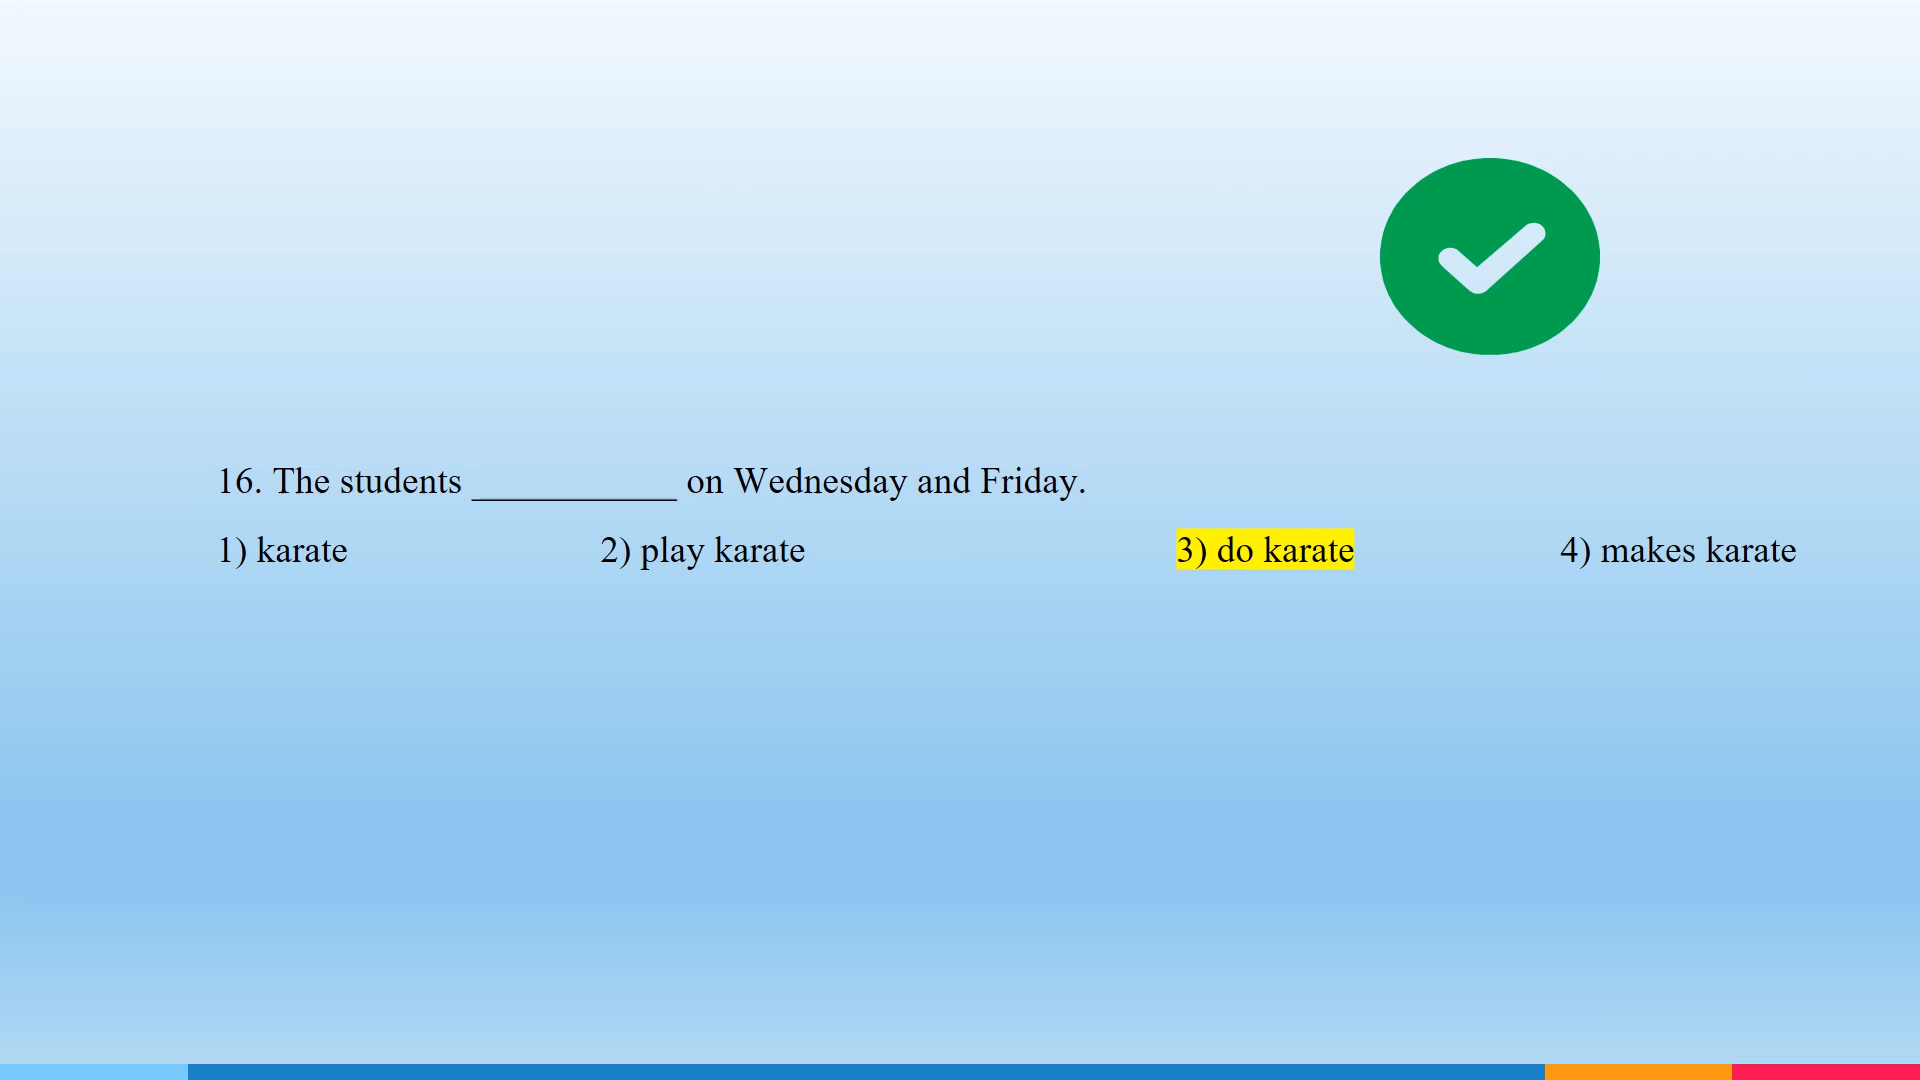 16. The students ___________ on Wednesday and Friday.
1) karate 2) play karate 3) do karate 4) makes karate